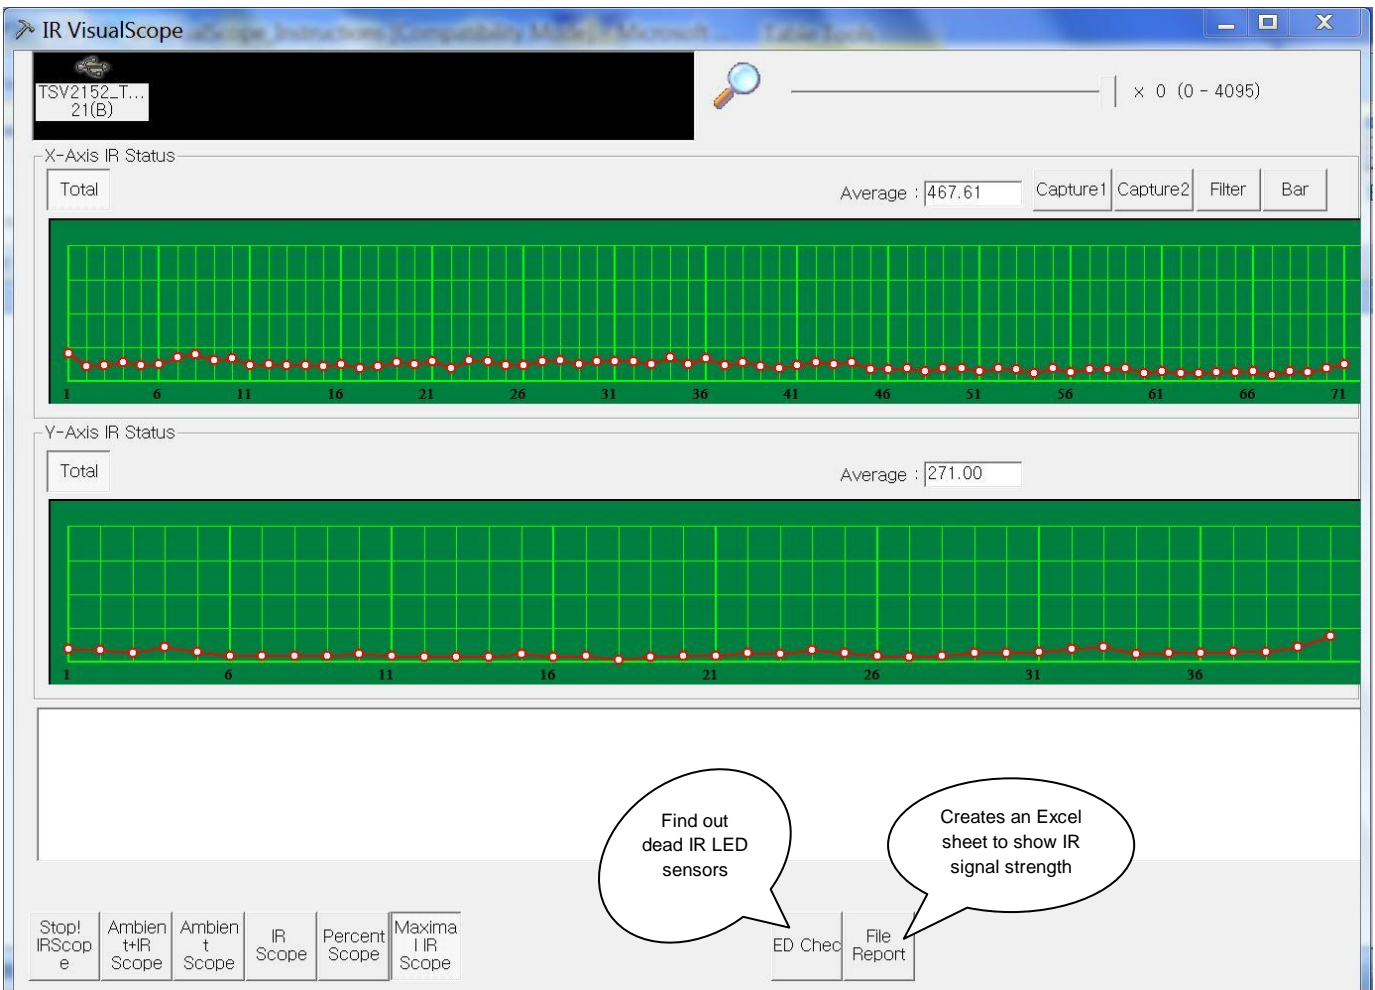 IR VisualScope
TSV2152_T...
21(B)
x 0 (0 - 4095)
X-Axis IR Status
Total
Average : 467.61
Capture1
Capture2
Filter
Bar
1 6 11 16 21 26 31 36 41 46 51 56 61 66 71
Y-Axis IR Status
Total
Average : 271.00
1 6 11 16 21 26 31 36
Find out
dead IR LED
sensors
Creates an Excel
sheet to show IR
signal strength
Stop!
IRScop
e
Ambien
t+IR
Scope
Ambien
t
Scope
IR
Scope
Percent
Scope
Maxima
l IR
Scope
ED Chec
File
Report